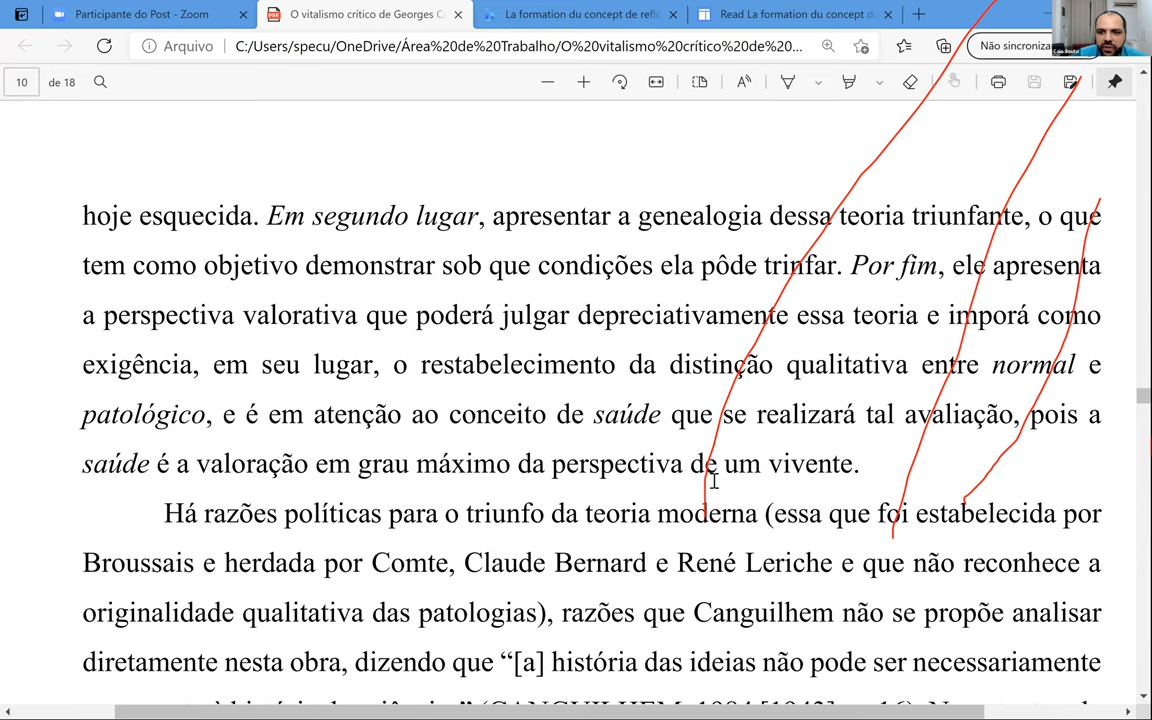 Participante do Post - Zoom
O vitalismo crítico de Georges C
La formation du concept de refle
Read La formation du concept d
Arquivo
C:/Users/specu/OneDrive/Área%20de%20Trabalho/O%20vitalismo%20crítico%20de%20...
Não sincroniza
Caio Souto
10 de 18
hoje esquecida. Em segundo lugar, apresentar a genealogia dessa teoria triunfante, o que
tem como objetivo demonstrar sob que condições ela pôde trinfar. Por fim, ele apresenta
a perspectiva valorativa que poderá julgar depreciativamente essa teoria e imporá como
exigência, em seu lugar, o restabelecimento da distinção qualitativa entre normal e
patológico, e é em atenção ao conceito de saúde que se realizará tal avaliação, pois a
saúde é a valoração em grau máximo da perspectiva de um vivente.
Há razões políticas para o triunfo da teoria moderna (essa que foi estabelecida por
Broussais e herdada por Comte, Claude Bernard e René Leriche e que não reconhece a
originalidade qualitativa das patologias), razões que Canguilhem não se propõe analisar
diretamente nesta obra, dizendo que “[a] história das ideias não pode ser necessariamente